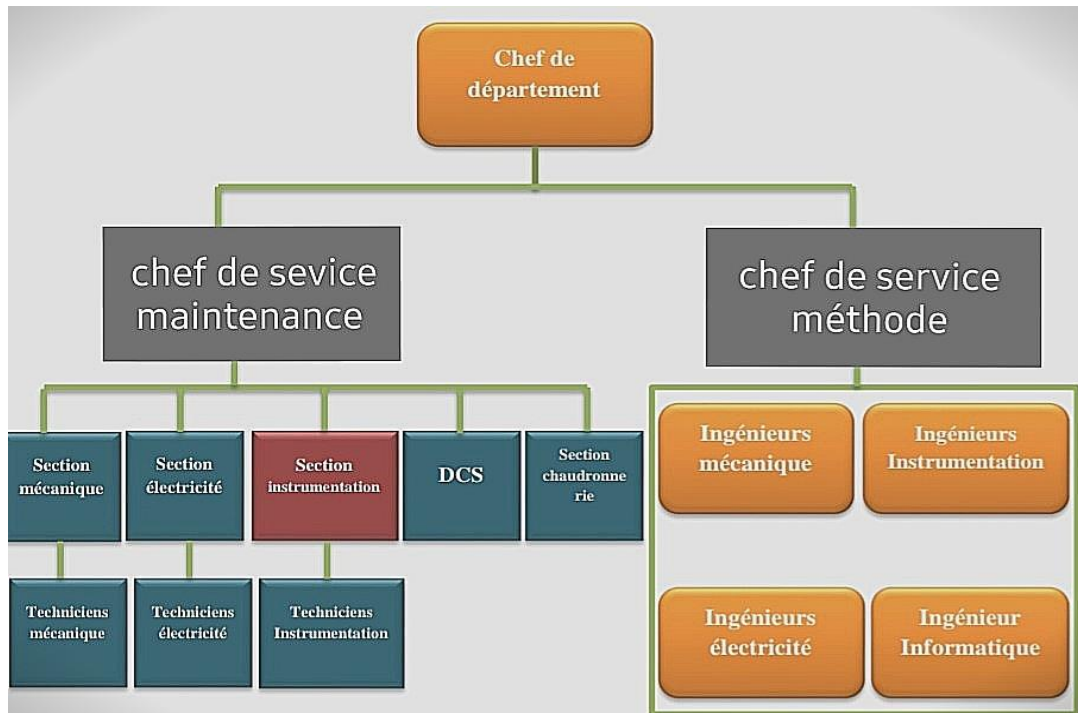 Chef de
département
chef de sevice
maintenance
chef de service
méthode
Section
mécanique
Section
électricité
Section
instrumentation
DCS
Section
chaudronne
rie
Ingénieurs
mécanique
Ingénieurs
Instrumentation
Techniciens
mécanique
Techniciens
électricité
Techniciens
Instrumentation
Ingénieurs
électricité
Ingénieur
Informatique